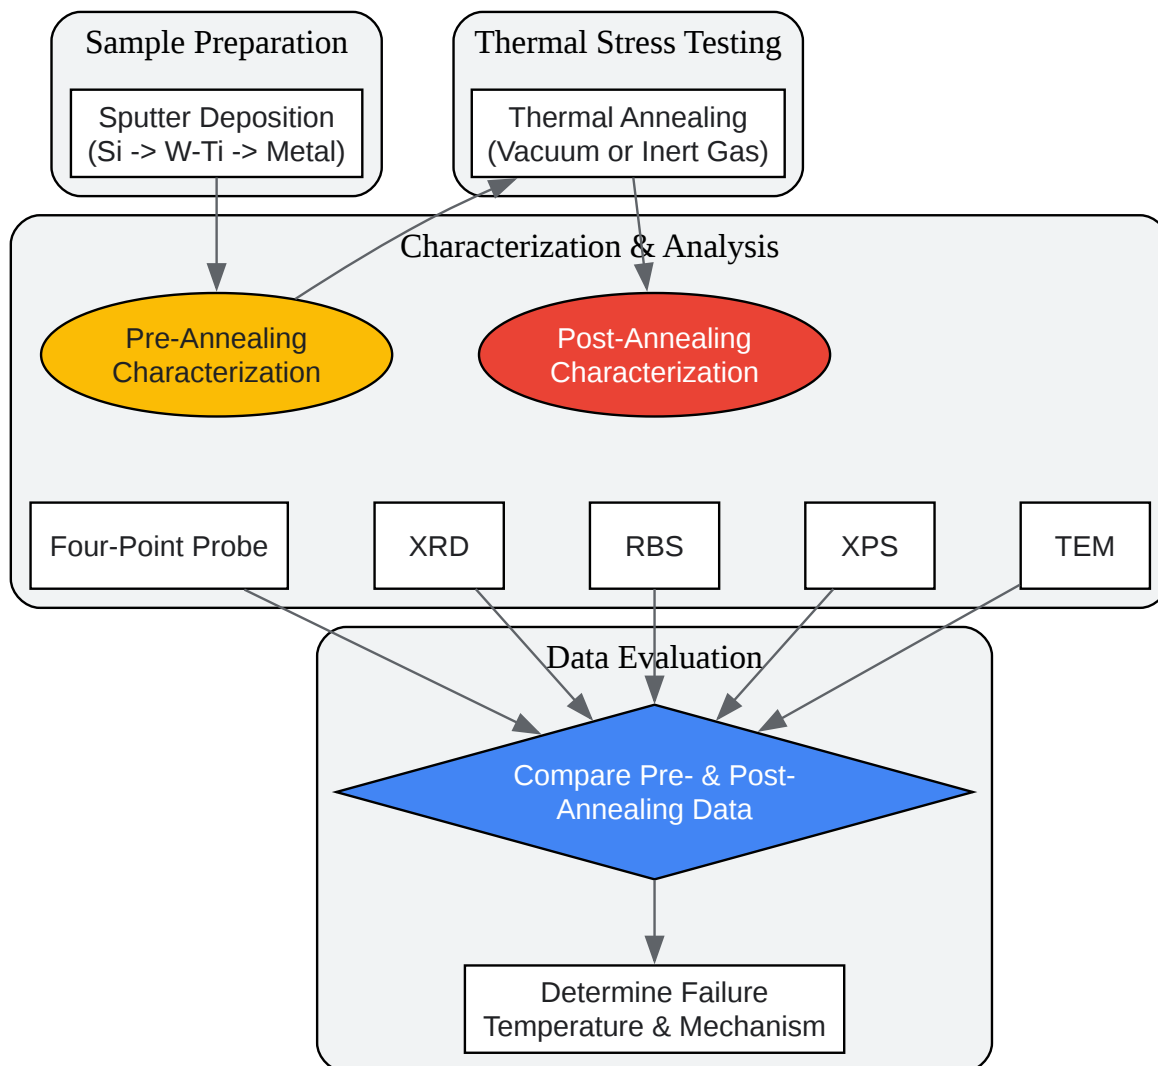 Sample Preparation
Thermal Stress Testing
Sputter Deposition
(Si -> W-Ti -> Metal)
Thermal Annealing
(Vacuum or Inert Gas)
Characterization & Analysis
Pre-Annealing
Characterization
Post-Annealing
Characterization
Four-Point Probe
XRD
RBS
XPS
TEM
Data Evaluation
Compare Pre- & Post-
Annealing Data
Determine Failure
Temperature & Mechanism